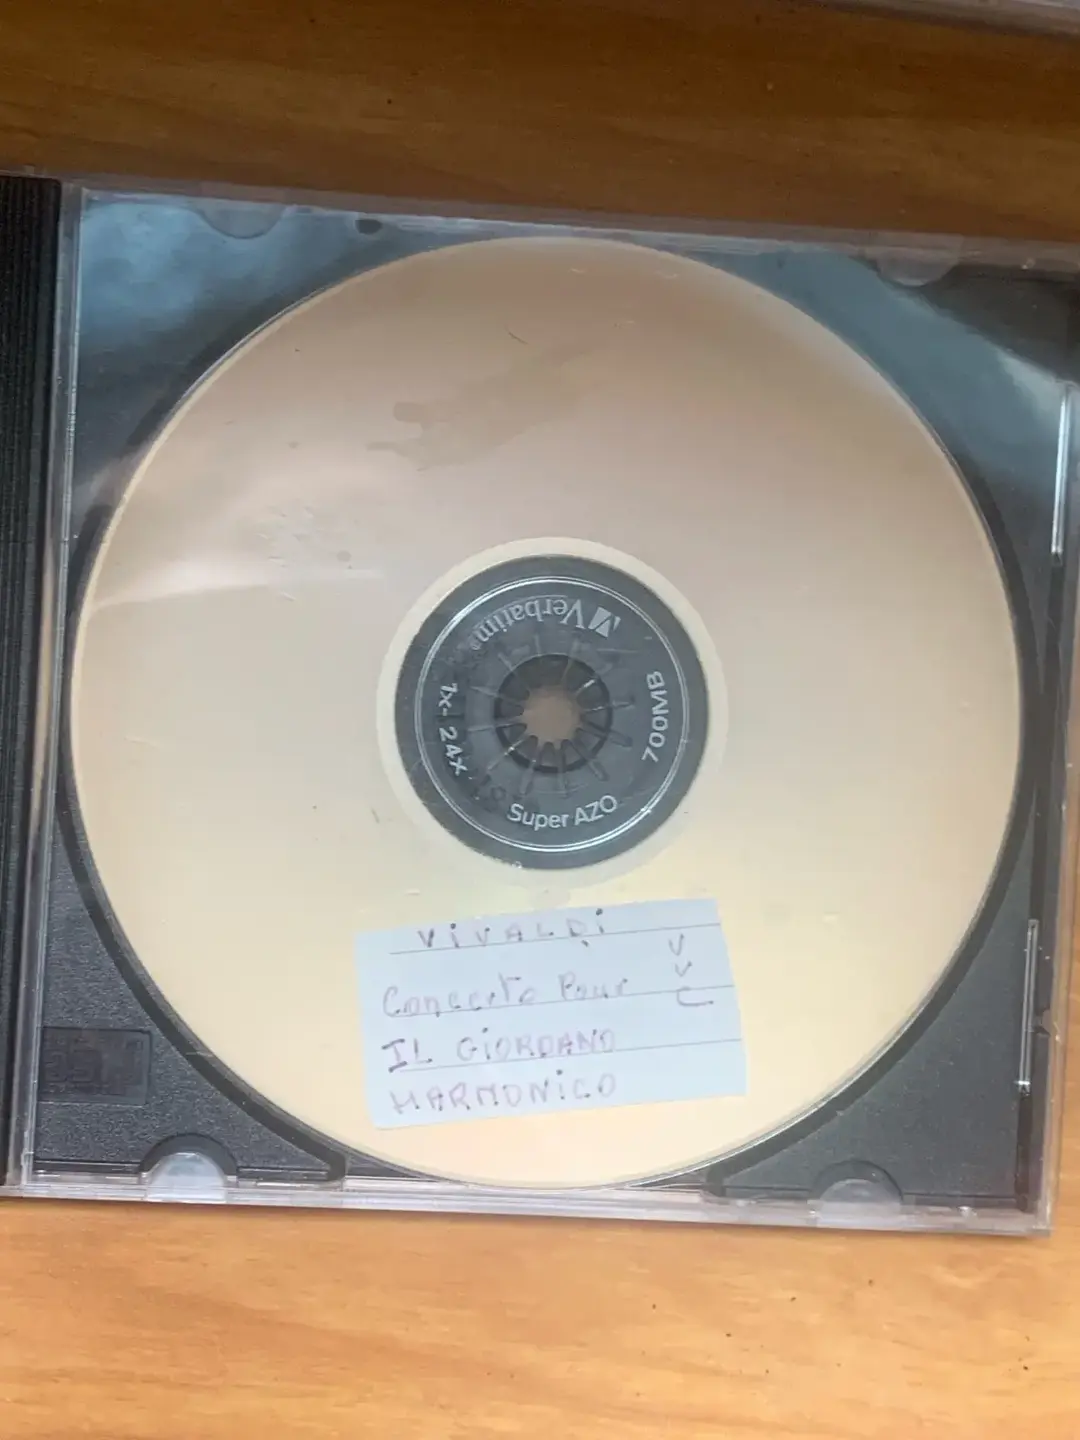 Verbatim
700MB
1x-24x
Super AZO
VIVALDI
Concerto Pour
V
V
C
IL GIORDANO
HARMONICO